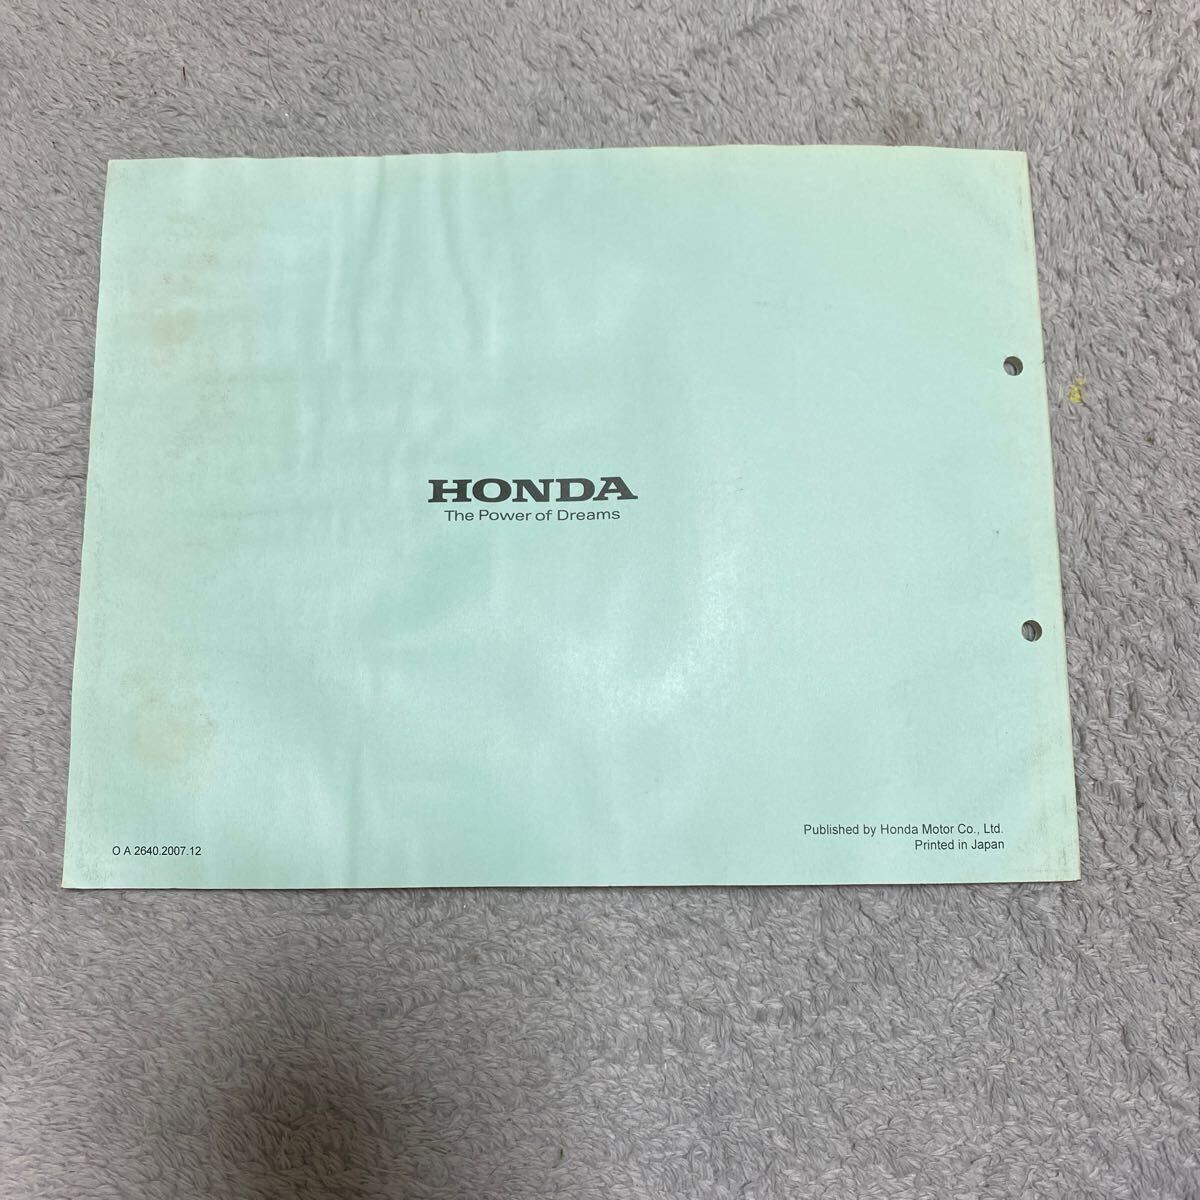 HONDA
The Power of Dreams
Published by Honda Motor Co., Ltd.
Printed in Japan
O A 2640.2007.12